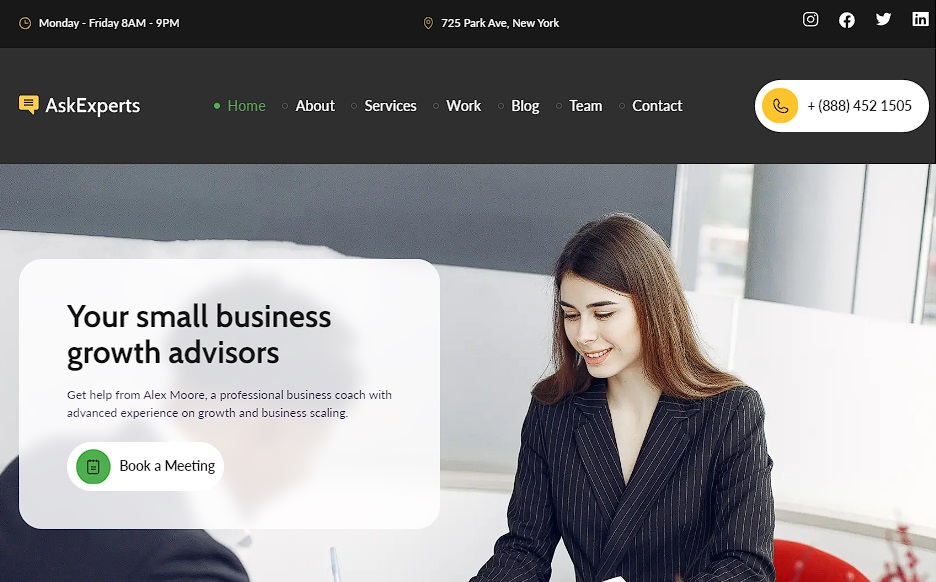 Monday - Friday 8AM - 9PM
725 Park Ave, New York
AskExperts
Home
About
Services
Work
Blog
Team
Contact
+ (888) 452 1505
Your small business
growth advisors
Get help from Alex Moore, a professional business coach with
advanced experience on growth and business scaling.
Book a Meeting